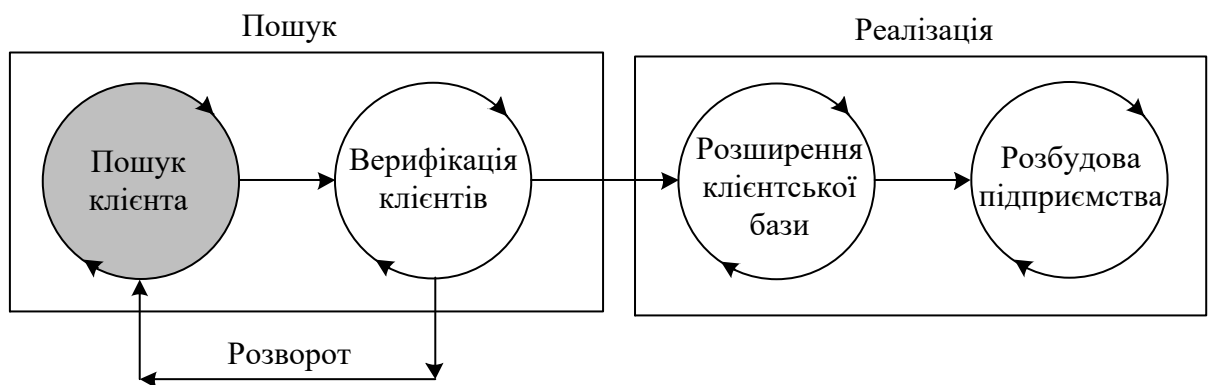 Пошук
Реалізація
Пошук
клієнта
Верифікація
клієнтів
Розширення
клієнтської
бази
Розбудова
підприємства
Розворот